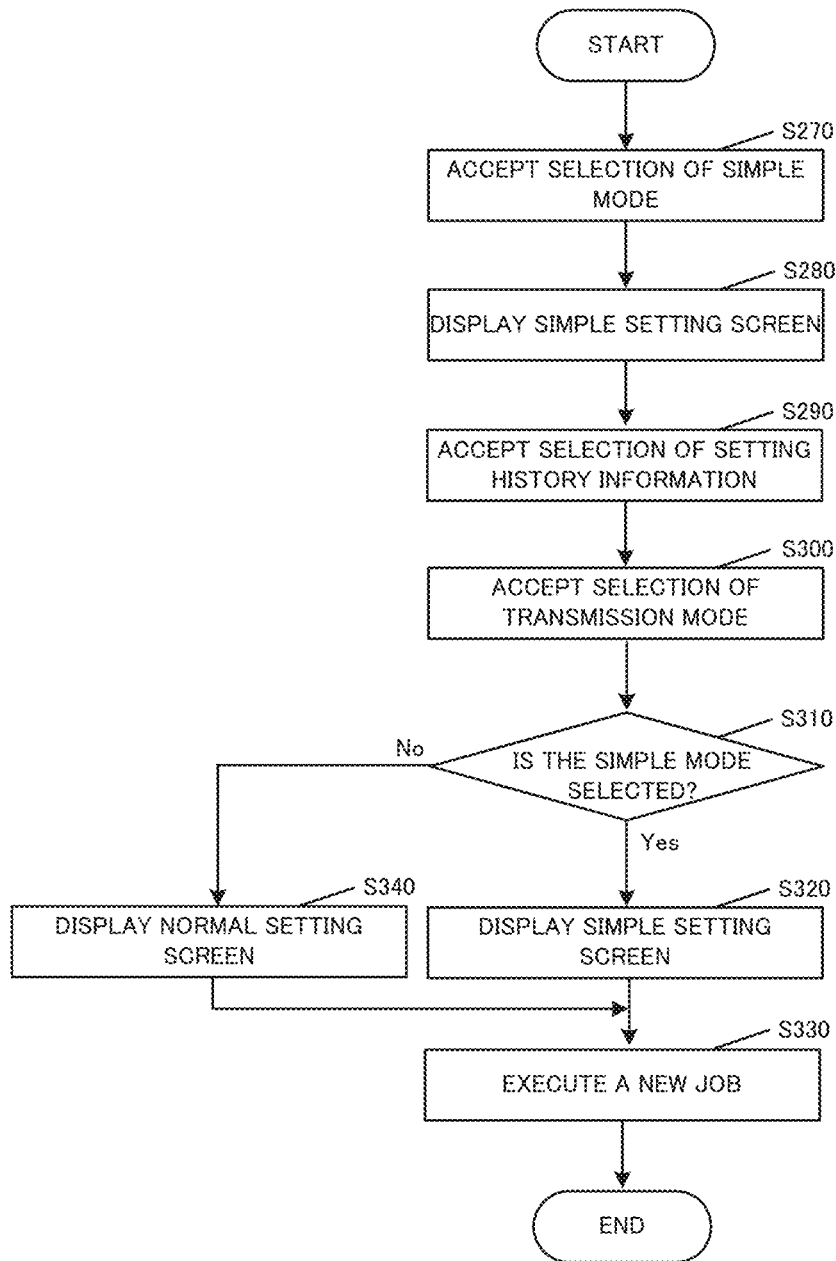 START
S270
ACCEPT SELECTION OF SIMPLE
MODE
S280
DISPLAY SIMPLE SETTING SCREEN
S290
ACCEPT SELECTION OF SETTING
HISTORY INFORMATION
S300
ACCEPT SELECTION OF
TRANSMISSION MODE
S310
IS THE SIMPLE MODE
SELECTED?
No
Yes
S340
DISPLAY NORMAL SETTING
SCREEN
S320
DISPLAY SIMPLE SETTING
SCREEN
S330
EXECUTE A NEW JOB
END